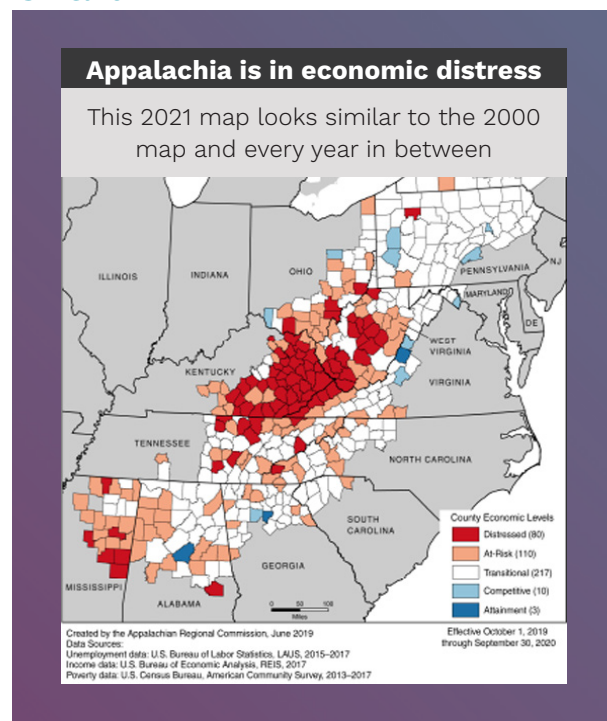 Appalachia is in economic distress
This 2021 map looks similar to the 2000
map and every year in between
ILLINOIS
INDIANA
OHIO
PENNSYLVANIA
NJ
MARYLAND
DE
WEST
VIRGINIA
KENTUCKY
VIRGINIA
TENNESSEE
NORTH CAROLINA
SOUTH
CAROLINA
GEORGIA
MISSISSIPPI
ALABAMA
County Economic Levels
Distressed (80)
At-Risk (110)
Transitional (217)
Competitive (10)
Attainment (3)
0 50 100
Miles
Created by the Appalachian Regional Commission, June 2019
Data Sources:
Unemployment data: U.S. Bureau of Labor Statistics, LAUS, 2015–2017
Income data: U.S. Bureau of Economic Analysis, REIS, 2017
Poverty data: U.S. Census Bureau, American Community Survey, 2013–2017
Effective October 1, 2019
through September 30, 2020